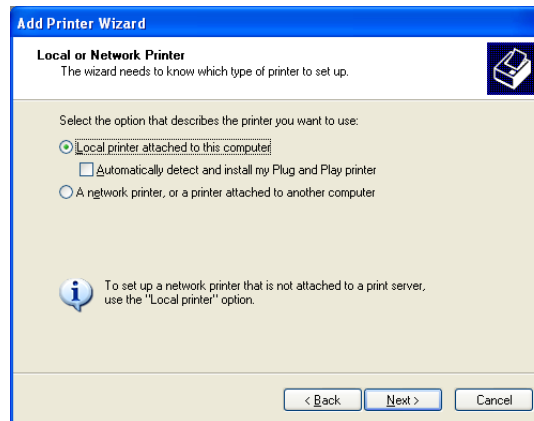 Add Printer Wizard
Local or Network Printer
The wizard needs to know which type of printer to set up.
Select the option that describes the printer you want to use:
Local printer attached to this computer
Automatically detect and install my Plug and Play printer
A network printer, or a printer attached to another computer
To set up a network printer that is not attached to a print server,
use the "Local printer" option.
< Back Next > Cancel